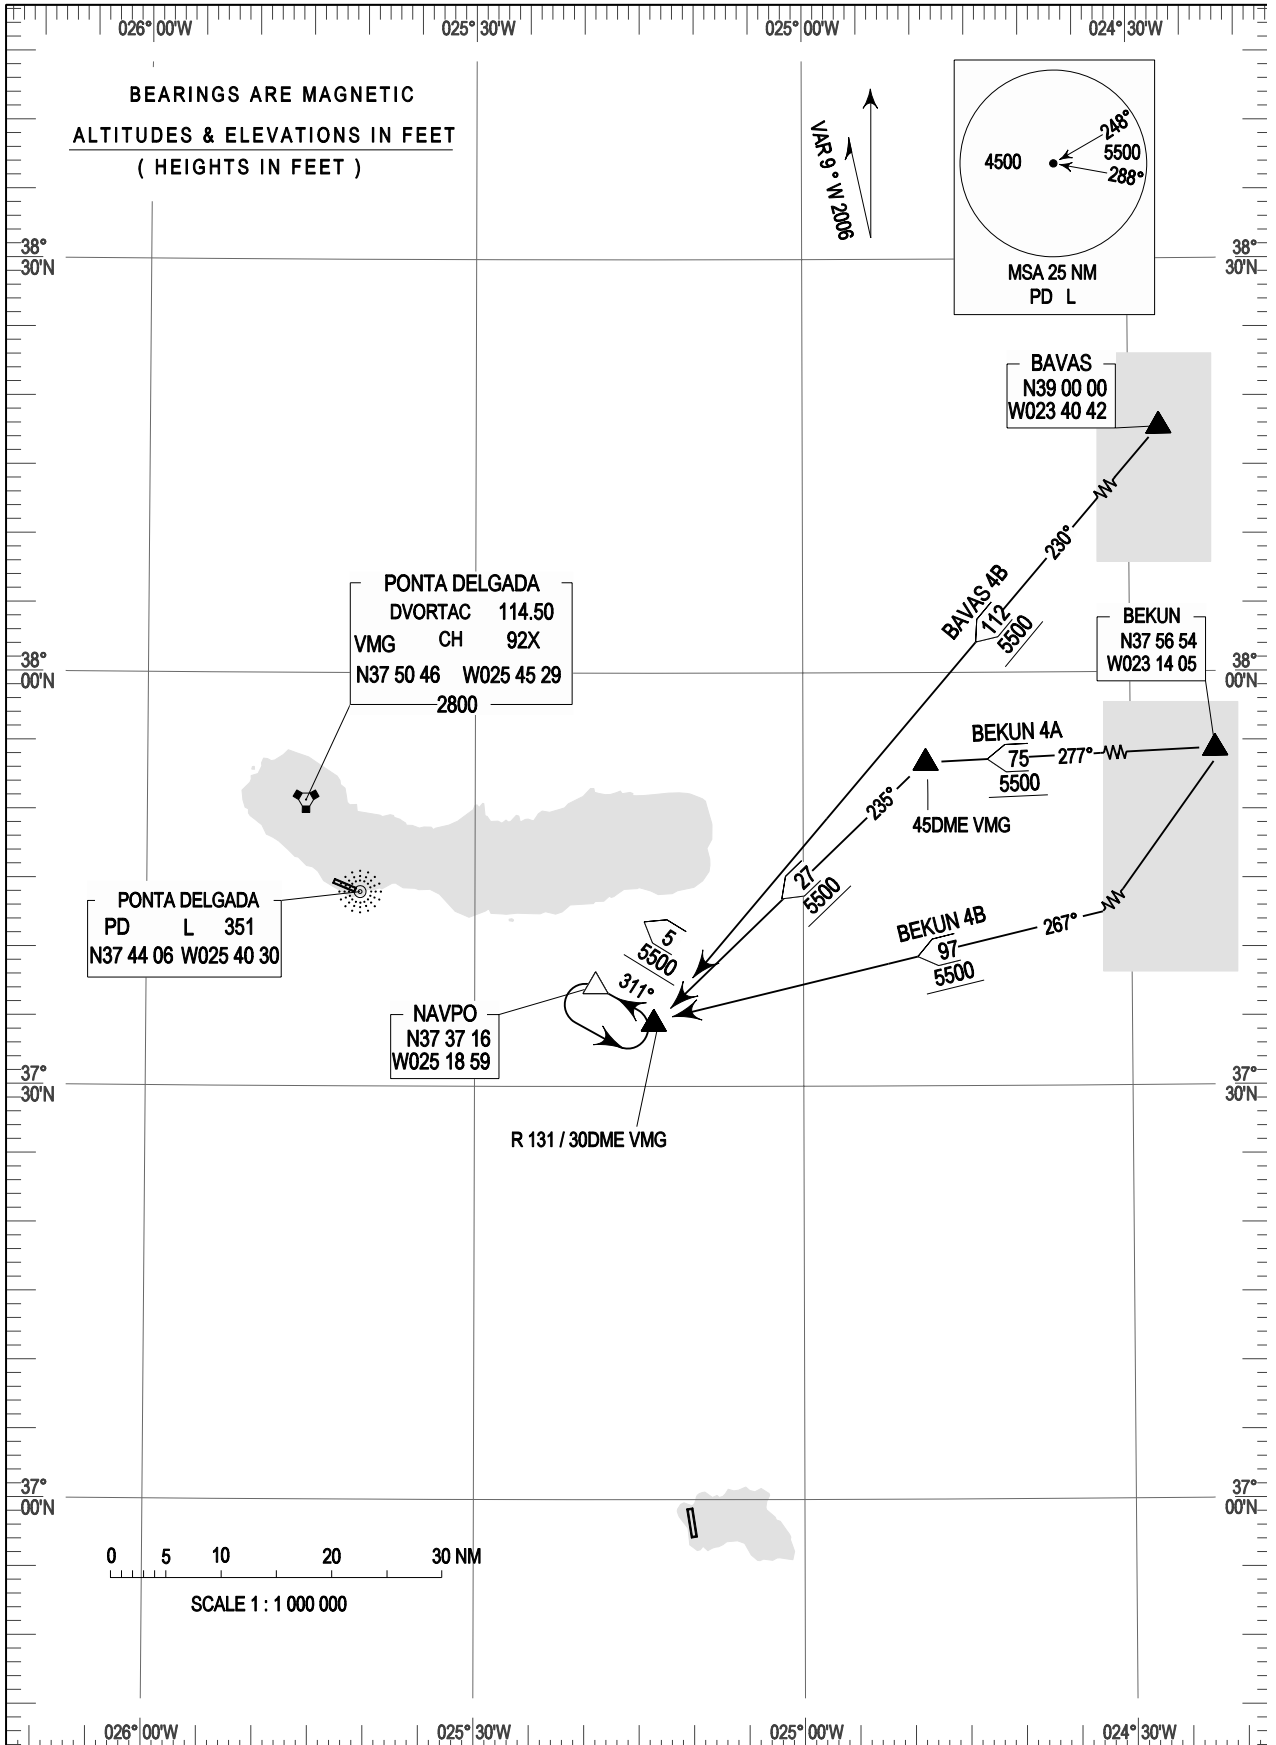 026° 00'W 025° 30'W 025° 00'W 024° 30'W
BEARINGS ARE MAGNETIC
ALTITUDES & ELEVATIONS IN FEET
( HEIGHTS IN FEET )
VAR 9° W 2006
248°
4500
5500
288°
MSA 25 NM
PD L
38°
30'N
38°
30'N
BAVAS
N39 00 00
W023 40 42
230°
BAVAS 4B
112
5500
PONTA DELGADA
DVORTAC 114.50
VMG CH 92X
N37 50 46 W025 45 29
2800
BEKUN
N37 56 54
W023 14 05
38°
00'N
38°
00'N
BEKUN 4A
75
277°
5500
45DME VMG
235°
27
5500
PONTA DELGADA
PD L 351
N37 44 06 W025 40 30
BEKUN 4B
267°
97
5500
5
5500
311°
NAVPO
N37 37 16
W025 18 59
37°
30'N
37°
30'N
R 131 / 30DME VMG
37°
00'N
37°
00'N
0 5 10 20 30 NM
SCALE 1 : 1 000 000
026° 00'W 025° 30'W 025° 00'W 024° 30'W